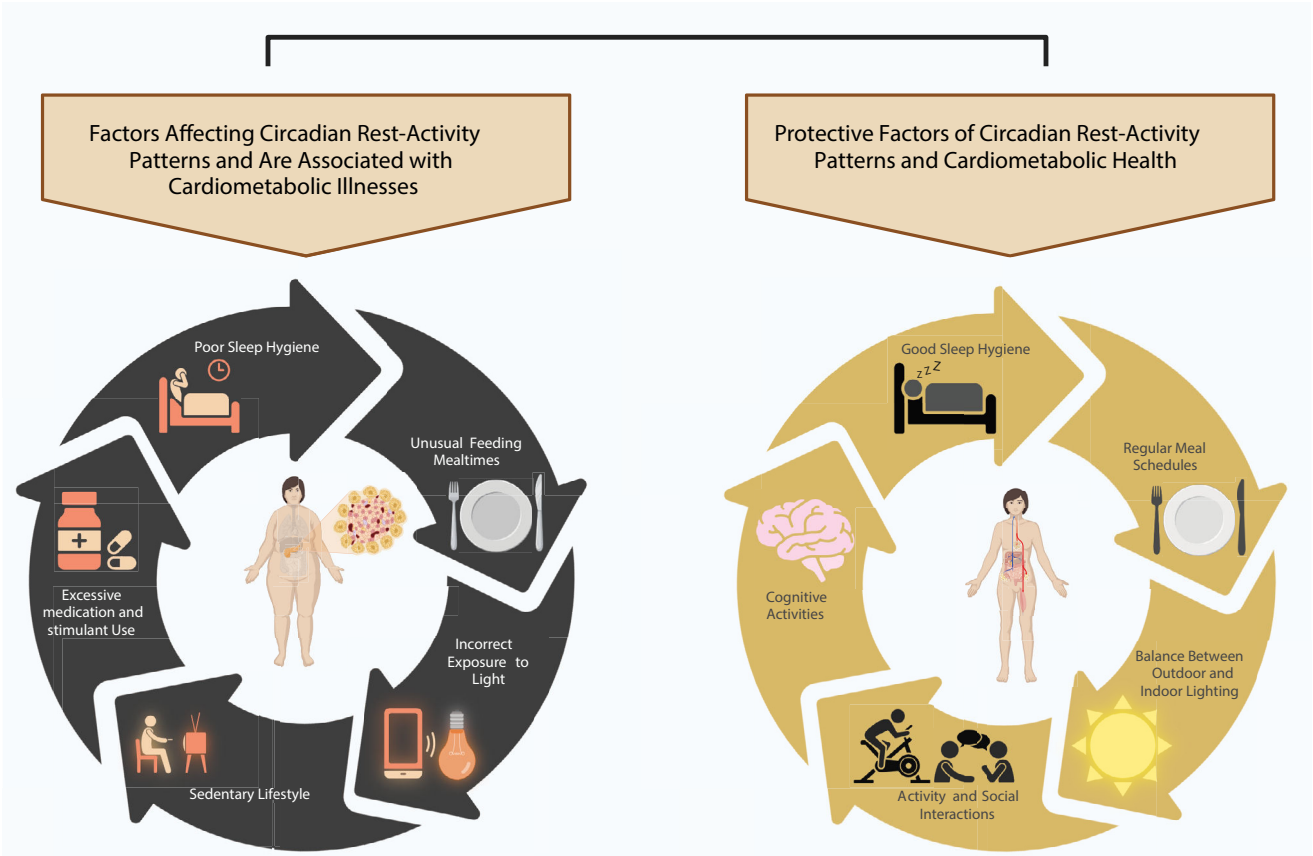 Factors Affecting Circadian Rest-Activity
Patterns and Are Associated with
Cardiometabolic Illnesses
Protective Factors of Circadian Rest-Activity
Patterns and Cardiometabolic Health
Poor Sleep Hygiene
Unusual Feeding
Mealtimes
Incorrect
Exposure to
Light
Sedentary Lifestyle
Excessive
medication and
stimulant Use
Good Sleep Hygiene
z z Z
Regular Meal
Schedules
Balance Between
Outdoor and
Indoor Lighting
Activity and Social
Interactions
Cognitive
Activities